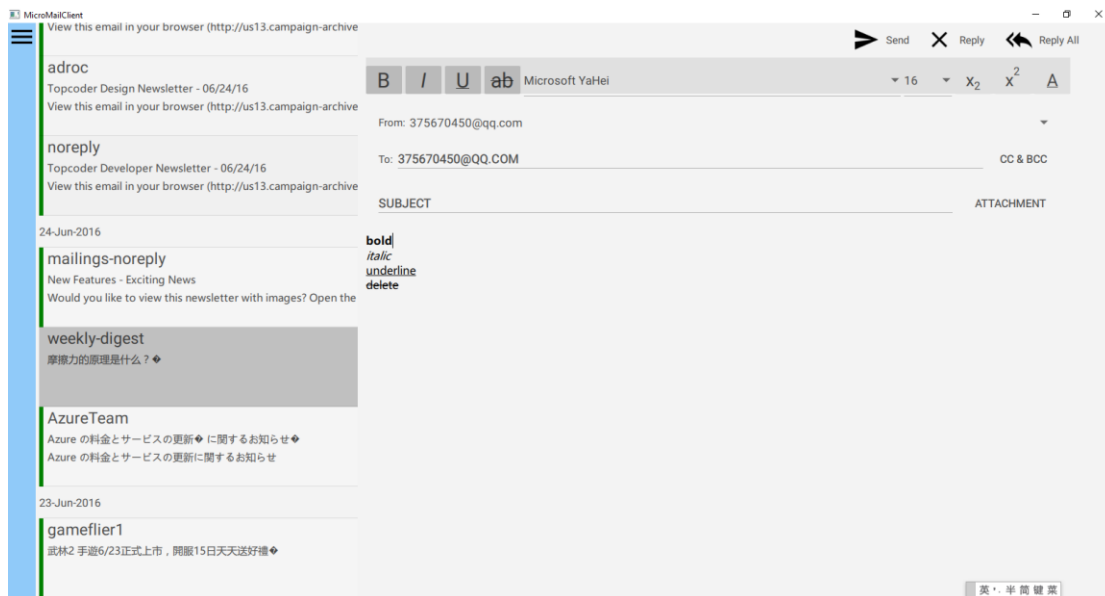 MicroMailClient
View this email in your browser (http://us13.campaign-archive
adroc
Topcoder Design Newsletter - 06/24/16
View this email in your browser (http://us13.campaign-archive
noreply
Topcoder Developer Newsletter - 06/24/16
View this email in your browser (http://us13.campaign-archive
24-Jun-2016
mailings-noreply
New Features - Exciting News
Would you like to view this newsletter with images? Open the
weekly-digest
摩擦力的原理是什么？�
AzureTeam
Azure の料金とサービスの更新� に関するお知らせ�
Azure の料金とサービスの更新に関するお知らせ
23-Jun-2016
gameflier1
武林2 手遊6/23正式上市，開服15日天天送好禮�
Send Reply Reply All
B I U ab Microsoft YaHei 16 X2 X2 A
From: 375670450@qq.com
To: 375670450@QQ.COM CC & BCC
SUBJECT ATTACHMENT
bold
italic
underline
delete
英 半 简 键 菜